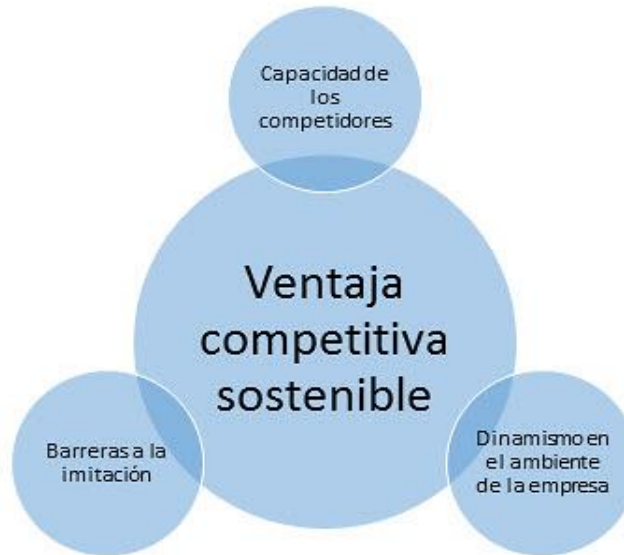 Capacidad de
los
competidores
Ventaja
competitiva
sostenible
Barreras a la
imitación
Dinamismo en
el ambiente
de la empresa